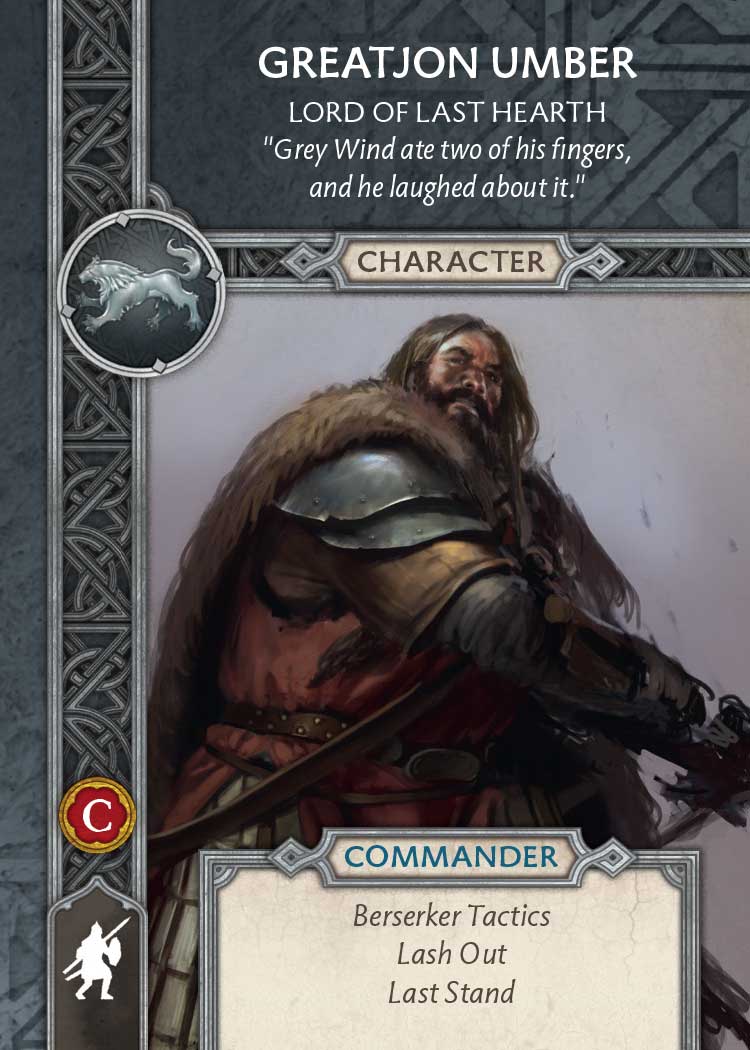 GREATJON UMBER
LORD OF LAST HEARTH
"Grey Wind ate two of his fingers,
and he laughed about it."
CHARACTER
C
COMMANDER
Berserker Tactics
Lash Out
Last Stand